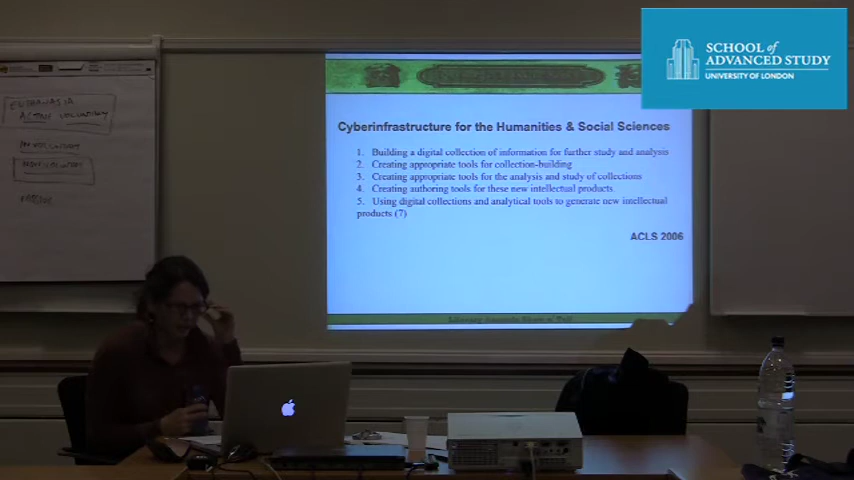 SCHOOL of
ADVANCED STUDY
UNIVERSITY OF LONDON
EUTHANASIA
ACTIVE VOLUNTARY
Cyberinfrastructure for the Humanities & Social Sciences
1. Building a digital collection of information for further study and analysis
2. Creating appropriate tools for collection-building
3. Creating appropriate tools for the analysis and study of collections
4. Creating authoring tools for these new intellectual products.
5. Using digital collections and analytical tools to generate new intellectual
products (7)
ACLS 2006